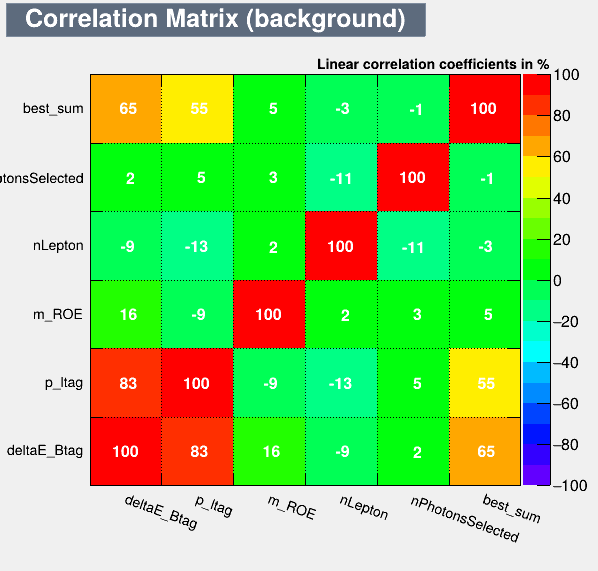 Correlation Matrix (background)
Linear correlation coefficients in %
best_sum 65 55 5 -3 -1 100
otonsSelected 2 5 3 -11 100 -1
nLepton -9 -13 2 100 -11 -3
m_ROE 16 -9 100 2 3 5
p_ltag 83 100 -9 -13 5 55
deltaE_Btag 100 83 16 -9 2 65
deltaE_Btag p_ltag m_ROE nLepton nPhotonsSelected best_sum
100
80
60
40
20
0
−20
−40
−60
−80
−100